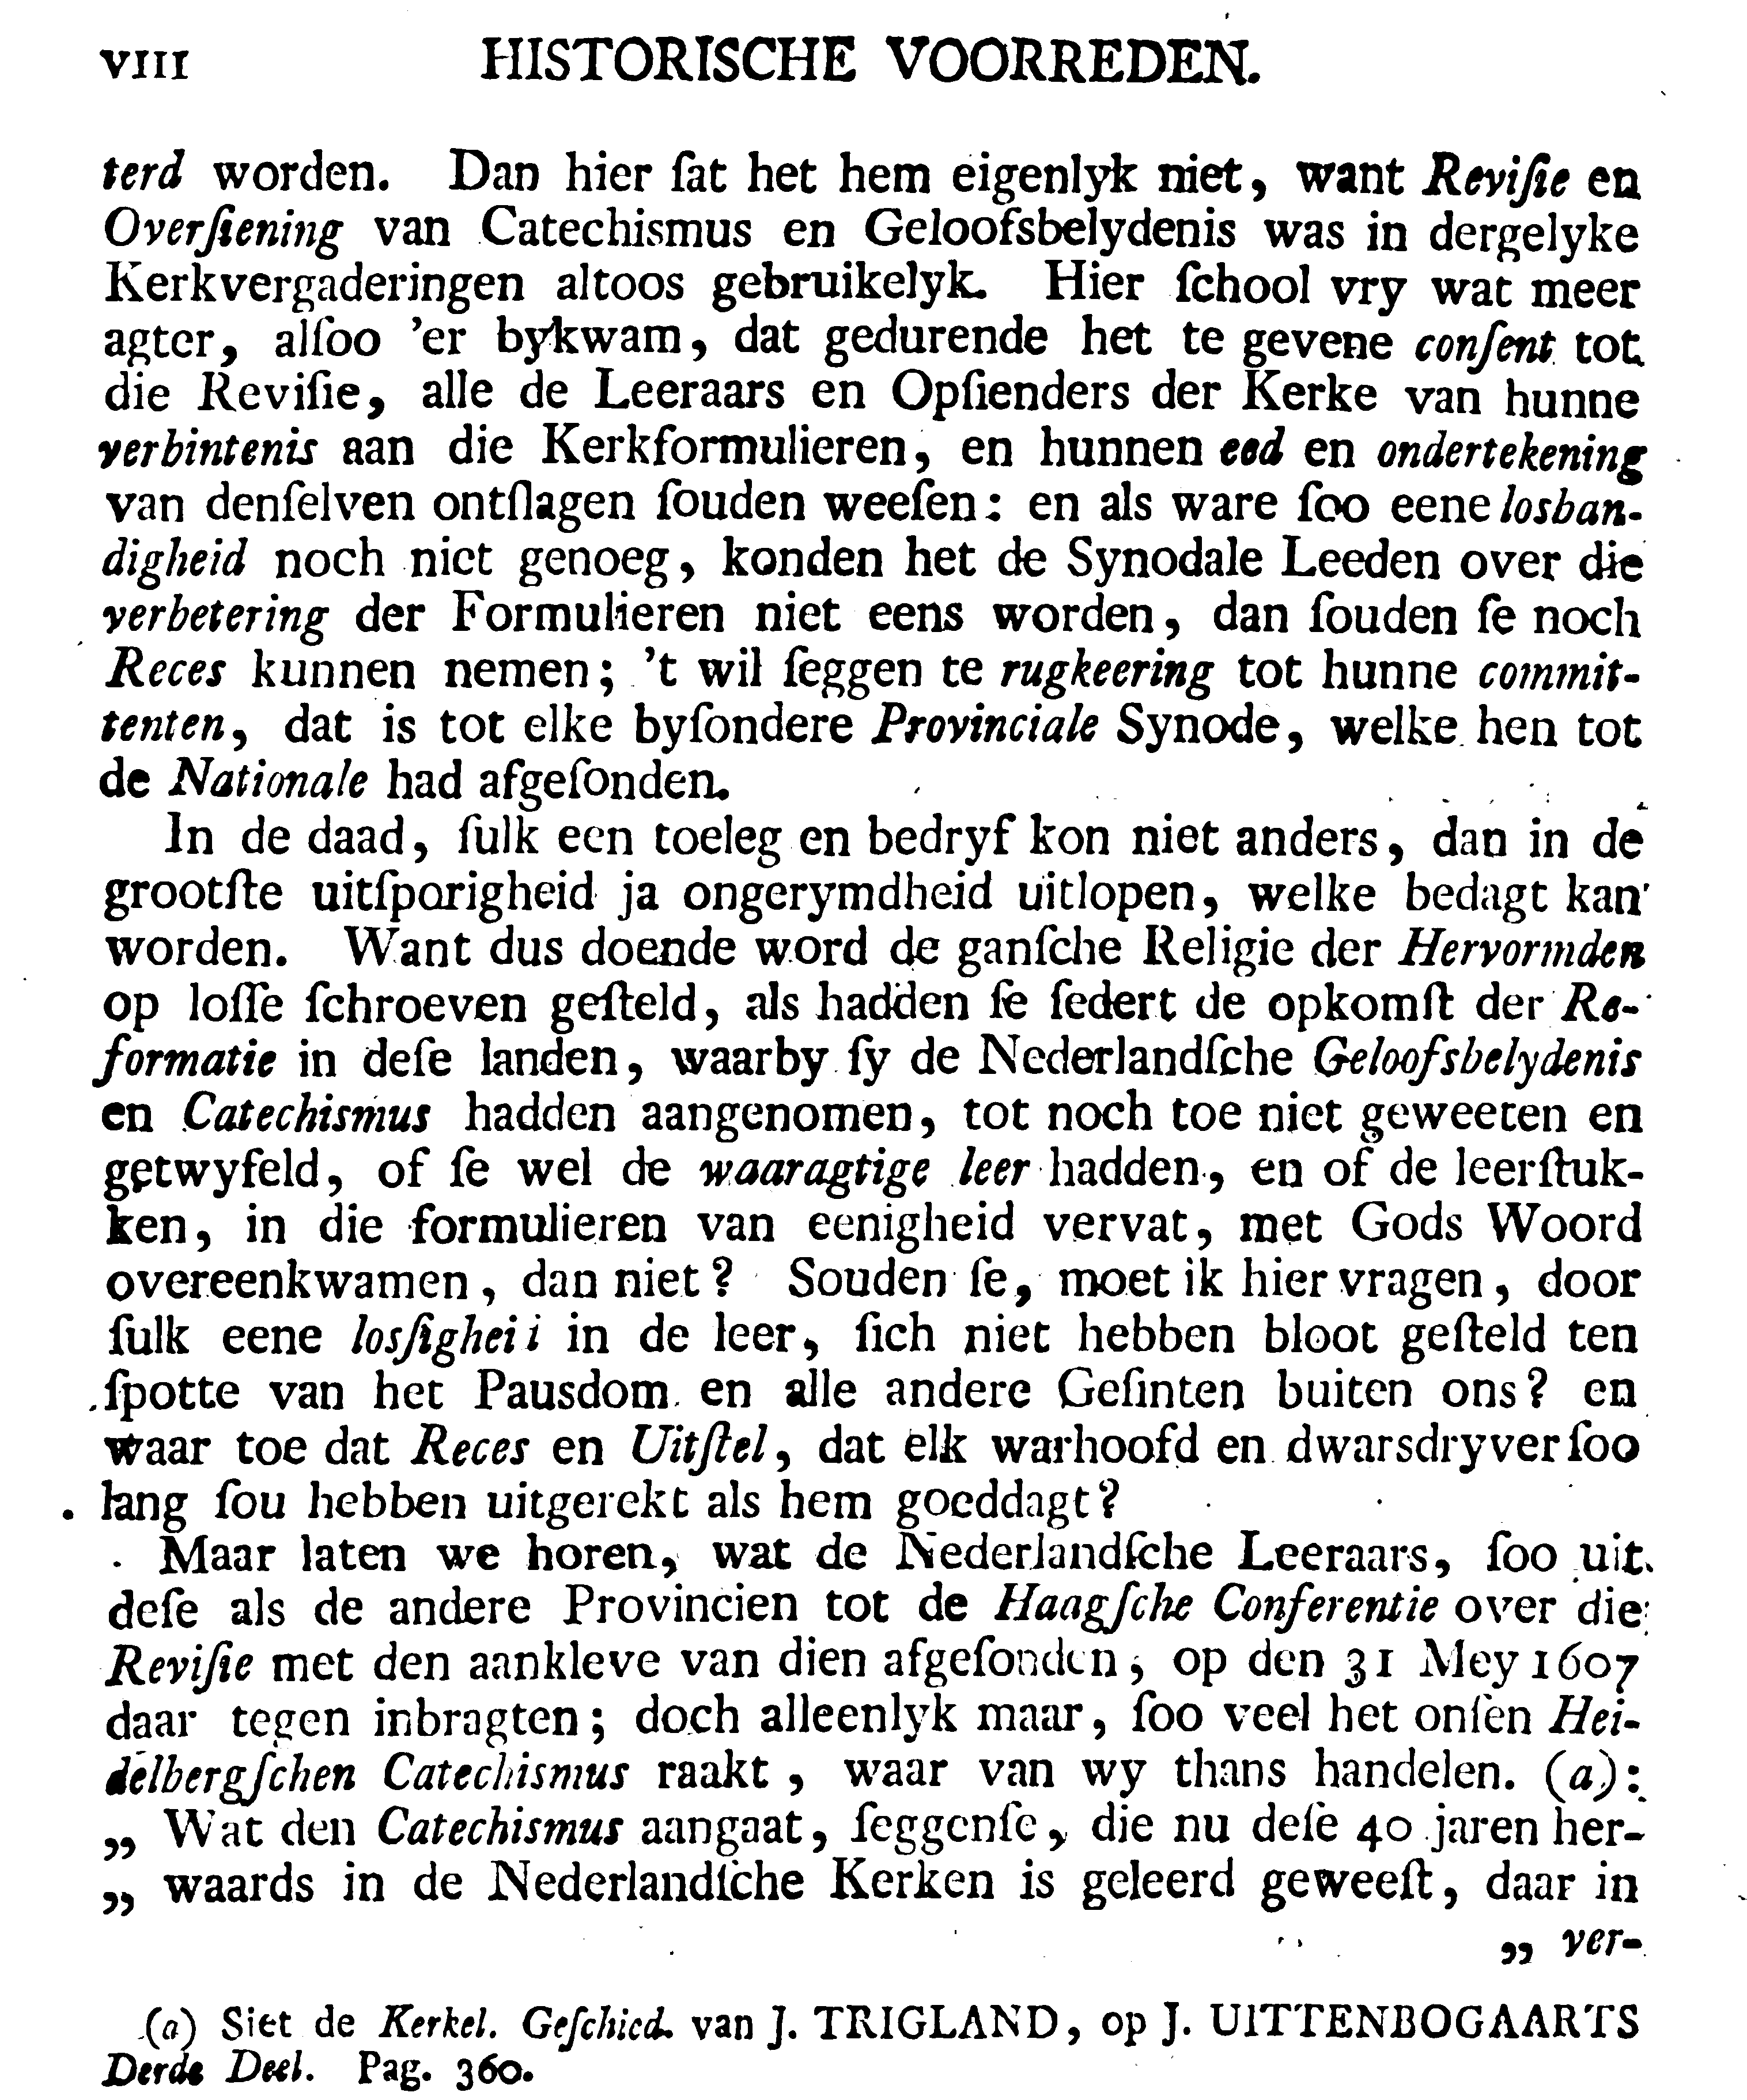 VIII HISTORISCHE VOORREDEN.
terd worden. Dan hier ſat het hem eigenlyk niet, want Reviſie en
Overſiening van Catechismus en Geloofsbelydenis was in dergelyke
Kerkvergaderingen altoos gebruikelyk. Hier ſchool vry wat meer
agter, alſoo 'er bykwam, dat gedurende het te gevene conſent tot
die Reviſie, alle de Leeraars en Opſienders der Kerke van hunne
verbintenis aan die Kerkformulieren, en hunnen eed en ondertekening
van denſelven ontſlagen ſouden weeſen: en als ware ſoo eene losban-
digheid noch niet genoeg, konden het de Synodale Leeden over die
verbetering der Formulieren niet eens worden, dan ſouden ſe noch
Reces kunnen nemen; 't wil ſeggen te rugkeering tot hunne commit-
tenten, dat is tot elke byſondere Provinciale Synode, welke hen tot
de Nationale had afgeſonden.
In de daad, ſulk een toeleg en bedryf kon niet anders, dan in de
grootſte uitſporigheid ja ongerymdheid uitlopen, welke bedagt kan
worden. Want dus doende word de ganſche Religie der Hervormden
op loſſe ſchroeven geſteld, als hadden ſe ſedert de opkomſt der Re-
formatie in deſe landen, waarby ſy de Nederlandſche Geloofsbelydenis
en Catechismus hadden aangenomen, tot noch toe niet geweeten en
getwyfeld, of ſe wel de waaragtige leer hadden, en of de leerſtuk-
ken, in die formulieren van eenigheid vervat, met Gods Woord
overeenkwamen, dan niet? Souden ſe, moet ik hier vragen, door
ſulk eene losſigheid in de leer, ſich niet hebben bloot geſteld ten
ſpotte van het Pausdom en alle andere Geſinten buiten ons? en
waar toe dat Reces en Uitſtel, dat elk warhoofd en dwarsdryver ſoo
lang ſou hebben uitgerekt als hem goeddagt?
Maar laten we horen, wat de Nederlandſche Leeraars, ſoo uit
deſe als de andere Provincien tot de Haagſche Conferentie over die
Reviſie met den aankleve van dien afgeſonden, op den 31 Mey 1607
daar tegen inbragten; doch alleenlyk maar, ſoo veel het onſen Hei-
delbergſchen Catechismus raakt, waar van wy thans handelen. (a):
„ Wat den Catechismus aangaat, ſeggenſe, die nu deſe 40 jaren her-
„ waards in de Nederlandſche Kerken is geleerd geweeſt, daar in
„ ver-
(a) Siet de Kerkel. Geſchied. van J. TRIGLAND, op J. UITTENBOGAARTS
Derde Deel. Pag. 360.